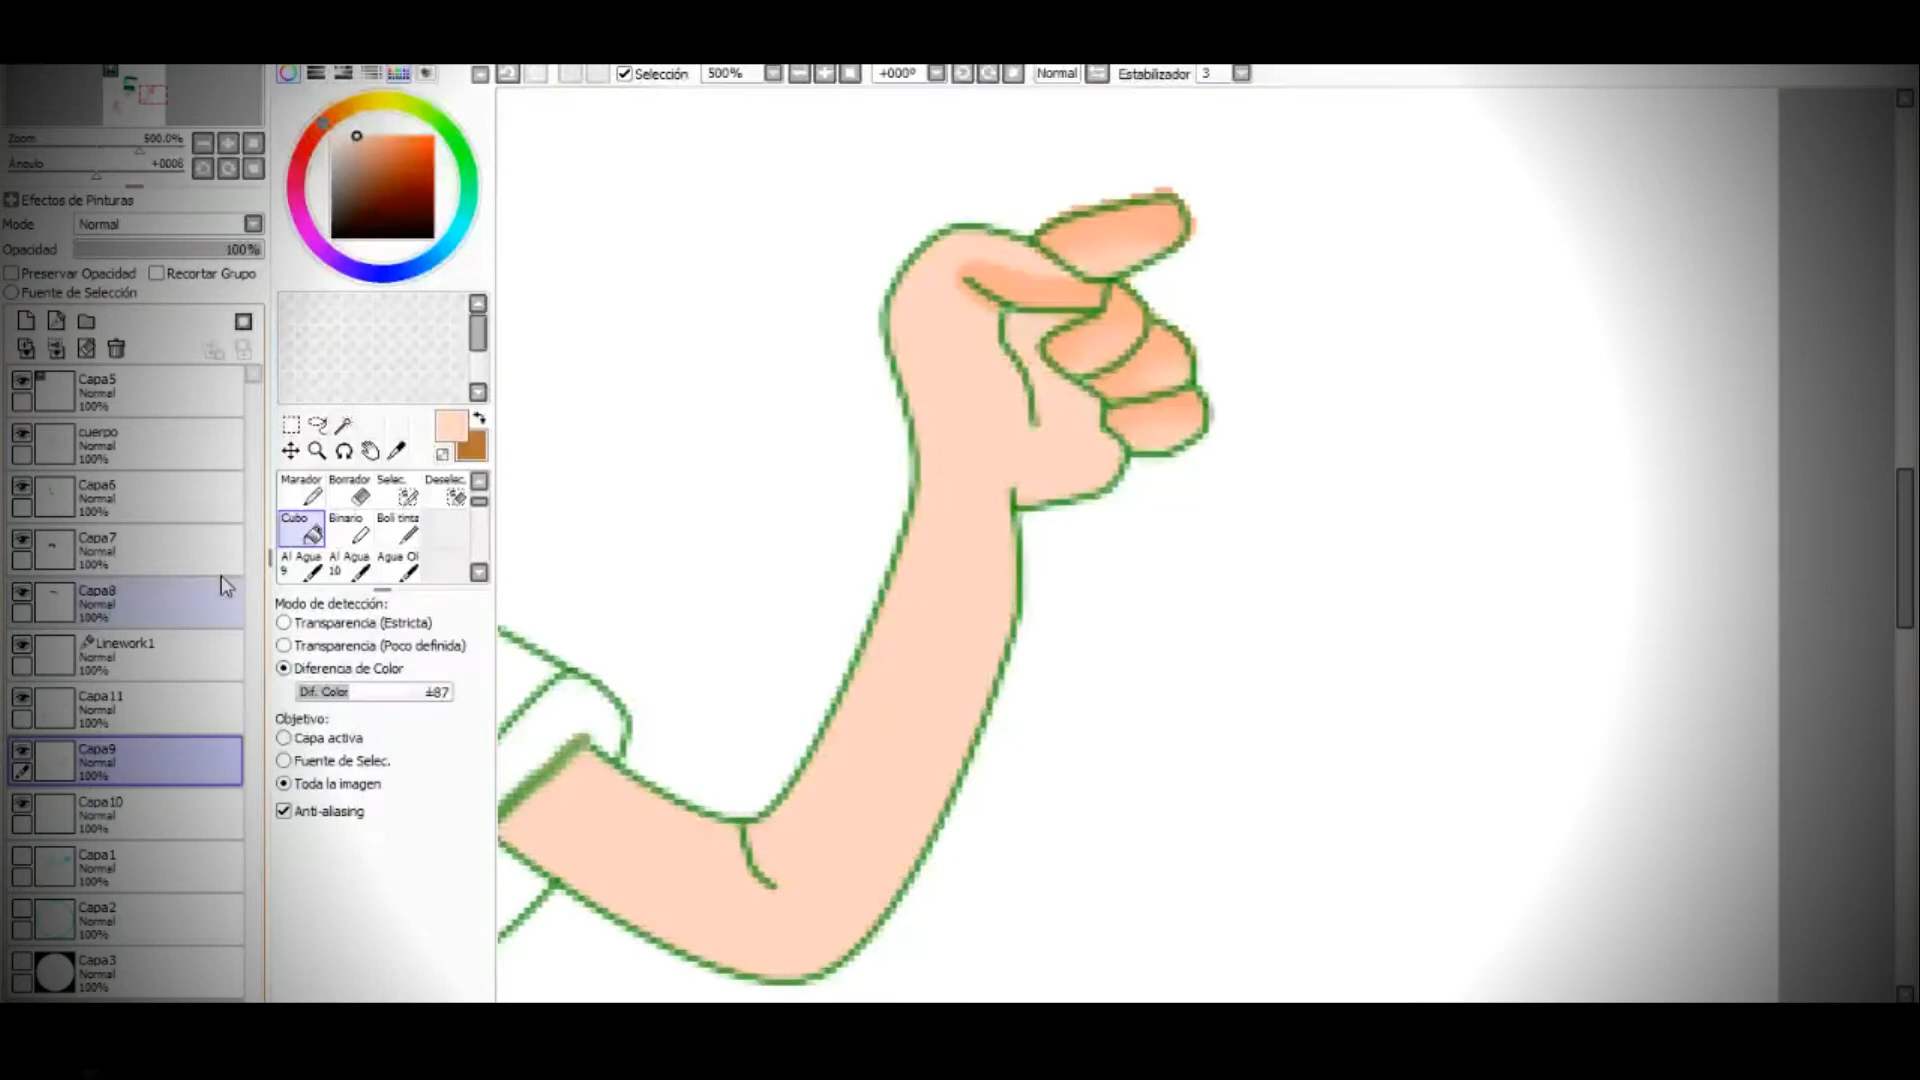 Selección 500% +000º Normal Estabilizador 3
Zoom 500.0%
Ángulo +0006
Efectos de Pinturas
Mode Normal
Opacidad 100%
Preservar Opacidad Recortar Grupo
Fuente de Selección
Capa5
Normal
100%
cuerpo
Normal
100%
Capa6
Normal
100%
Capa7
Normal
100%
Capa8
Normal
100%
Linework1
Normal
100%
Capa11
Normal
100%
Capa9
Normal
100%
Capa10
Normal
100%
Capa1
Normal
100%
Capa2
Normal
100%
Capa3
Normal
100%
Marador Borrador Selec. Deselec.
Cubo Binario Boli tinta
Al Agua Al Agua Agua Ol
9 10
Modo de detección:
Transparencia (Estricta)
Transparencia (Poco definida)
Diferencia de Color
Dif. Color ±87
Objetivo:
Capa activa
Fuente de Selec.
Toda la imagen
Anti-aliasing